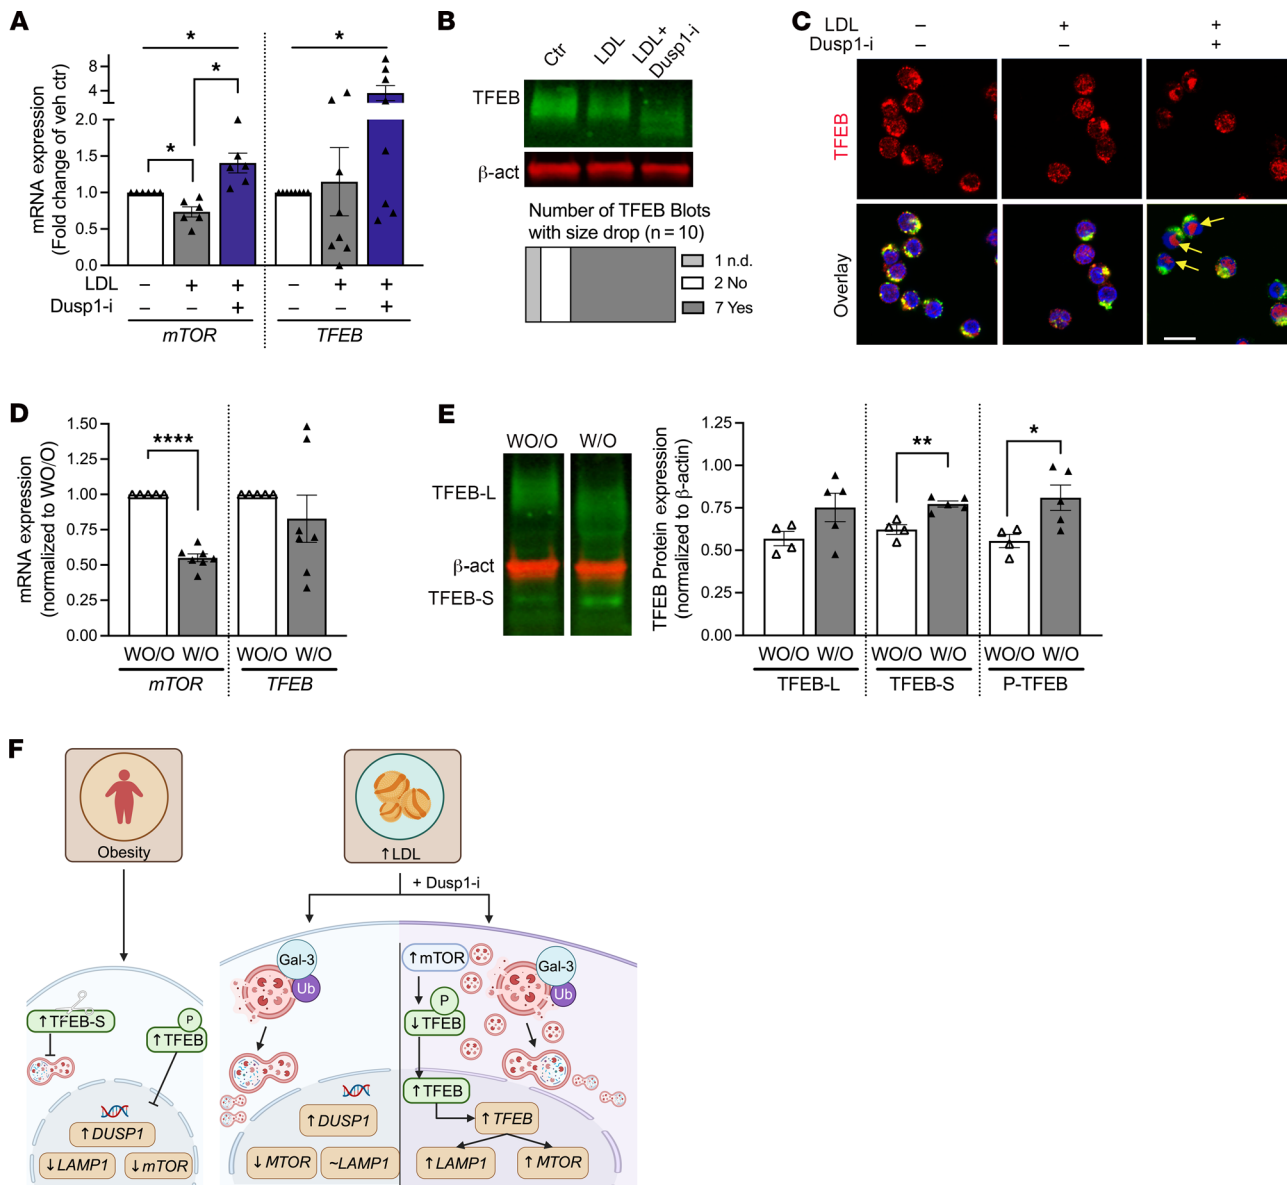 A
mRNA expression
(Fold change of veh ctr)
8
4
2.0
1.5
1.0
0.5
0.0
*
*
*
*
LDL – + + – + +
Dusp1-i – – + – – +
mTOR TFEB
B
Ctr LDL LDL+ Dusp1-i
TFEB
β-act
Number of TFEB Blots
with size drop (n = 10)
1 n.d.
2 No
7 Yes
C
LDL – + +
Dusp1-i – – +
TFEB
Overlay
D
mRNA expression
(normalized to WO/O)
1.50
1.25
1.00
0.75
0.50
0.25
0.00
****
WO/O W/O WO/O W/O
mTOR TFEB
E
WO/O W/O
TFEB-L
β-act
TFEB-S
TFEB Protein expression
(normalized to β-actin)
1.25
1.00
0.75
0.50
0.00
**
*
WO/O W/O WO/O W/O WO/O W/O
TFEB-L TFEB-S P-TFEB
F
Obesity
↑LDL
+ Dusp1-i
↑TFEB-S
P
↑TFEB
↑DUSP1
↓LAMP1 ↓mTOR
Gal-3
Ub
↑DUSP1
↓MTOR ~LAMP1
↑mTOR
P
↓TFEB
Gal-3
Ub
↑TFEB
↑TFEB
↑LAMP1 ↑MTOR